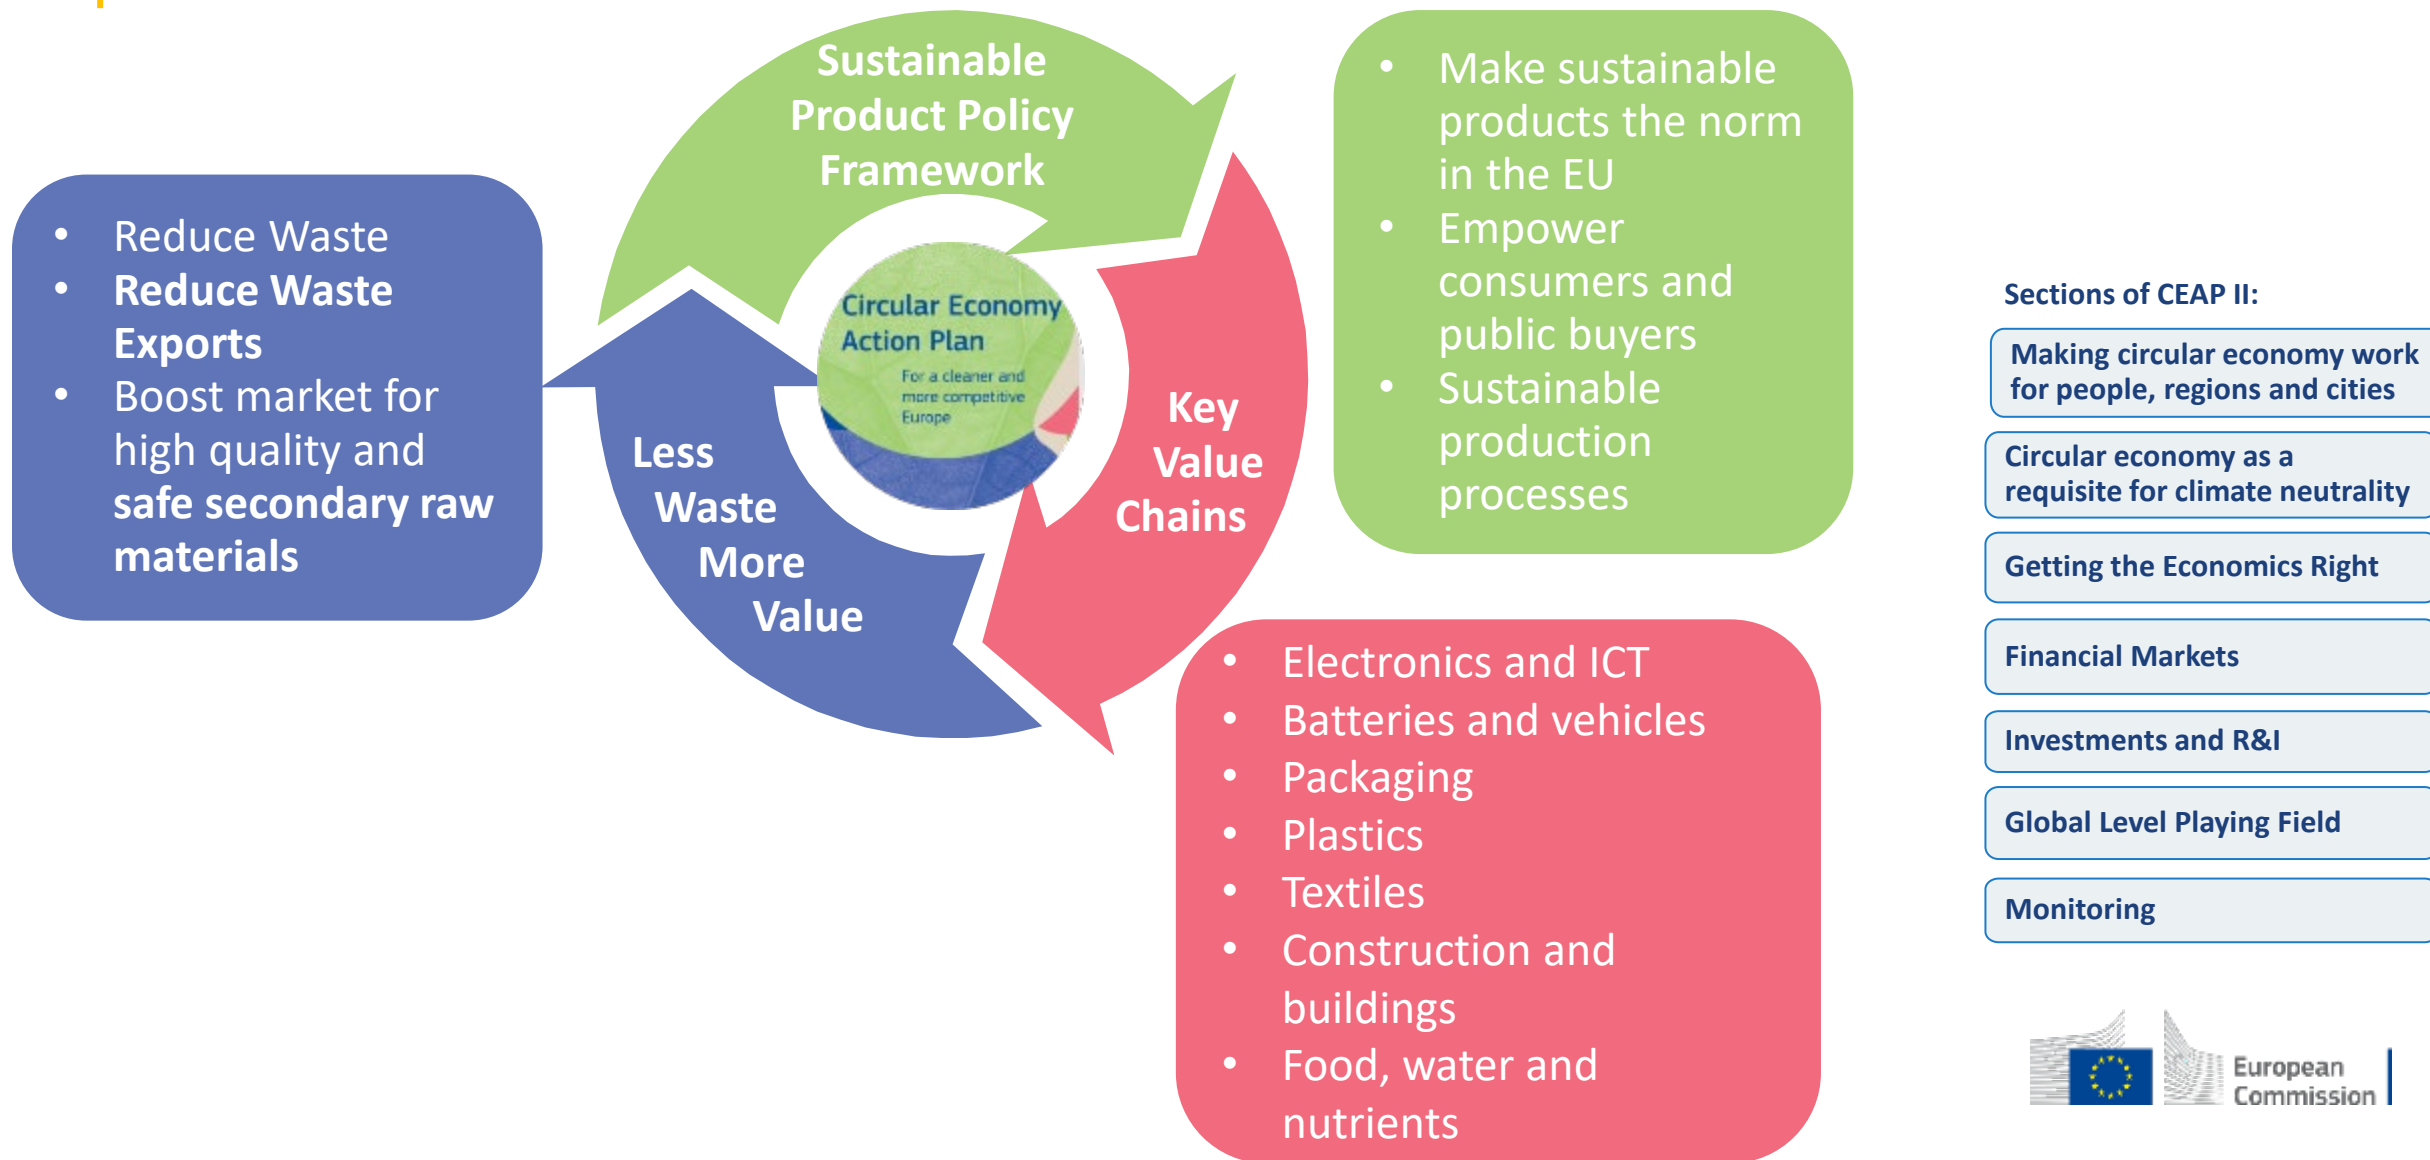 Sustainable
Product Policy
Framework
• Reduce Waste
• Reduce Waste
Exports
• Boost market for
high quality and
safe secondary raw
materials
Circular Economy
Action Plan
For a cleaner and
more competitive
Europe
Less
Waste
More
Value
Key
Value
Chains
• Make sustainable
products the norm
in the EU
• Empower
consumers and
public buyers
• Sustainable
production
processes
• Electronics and ICT
• Batteries and vehicles
• Packaging
• Plastics
• Textiles
• Construction and
buildings
• Food, water and
nutrients
Sections of CEAP II:
Making circular economy work
for people, regions and cities
Circular economy as a
requisite for climate neutrality
Getting the Economics Right
Financial Markets
Investments and R&I
Global Level Playing Field
Monitoring
European
Commission